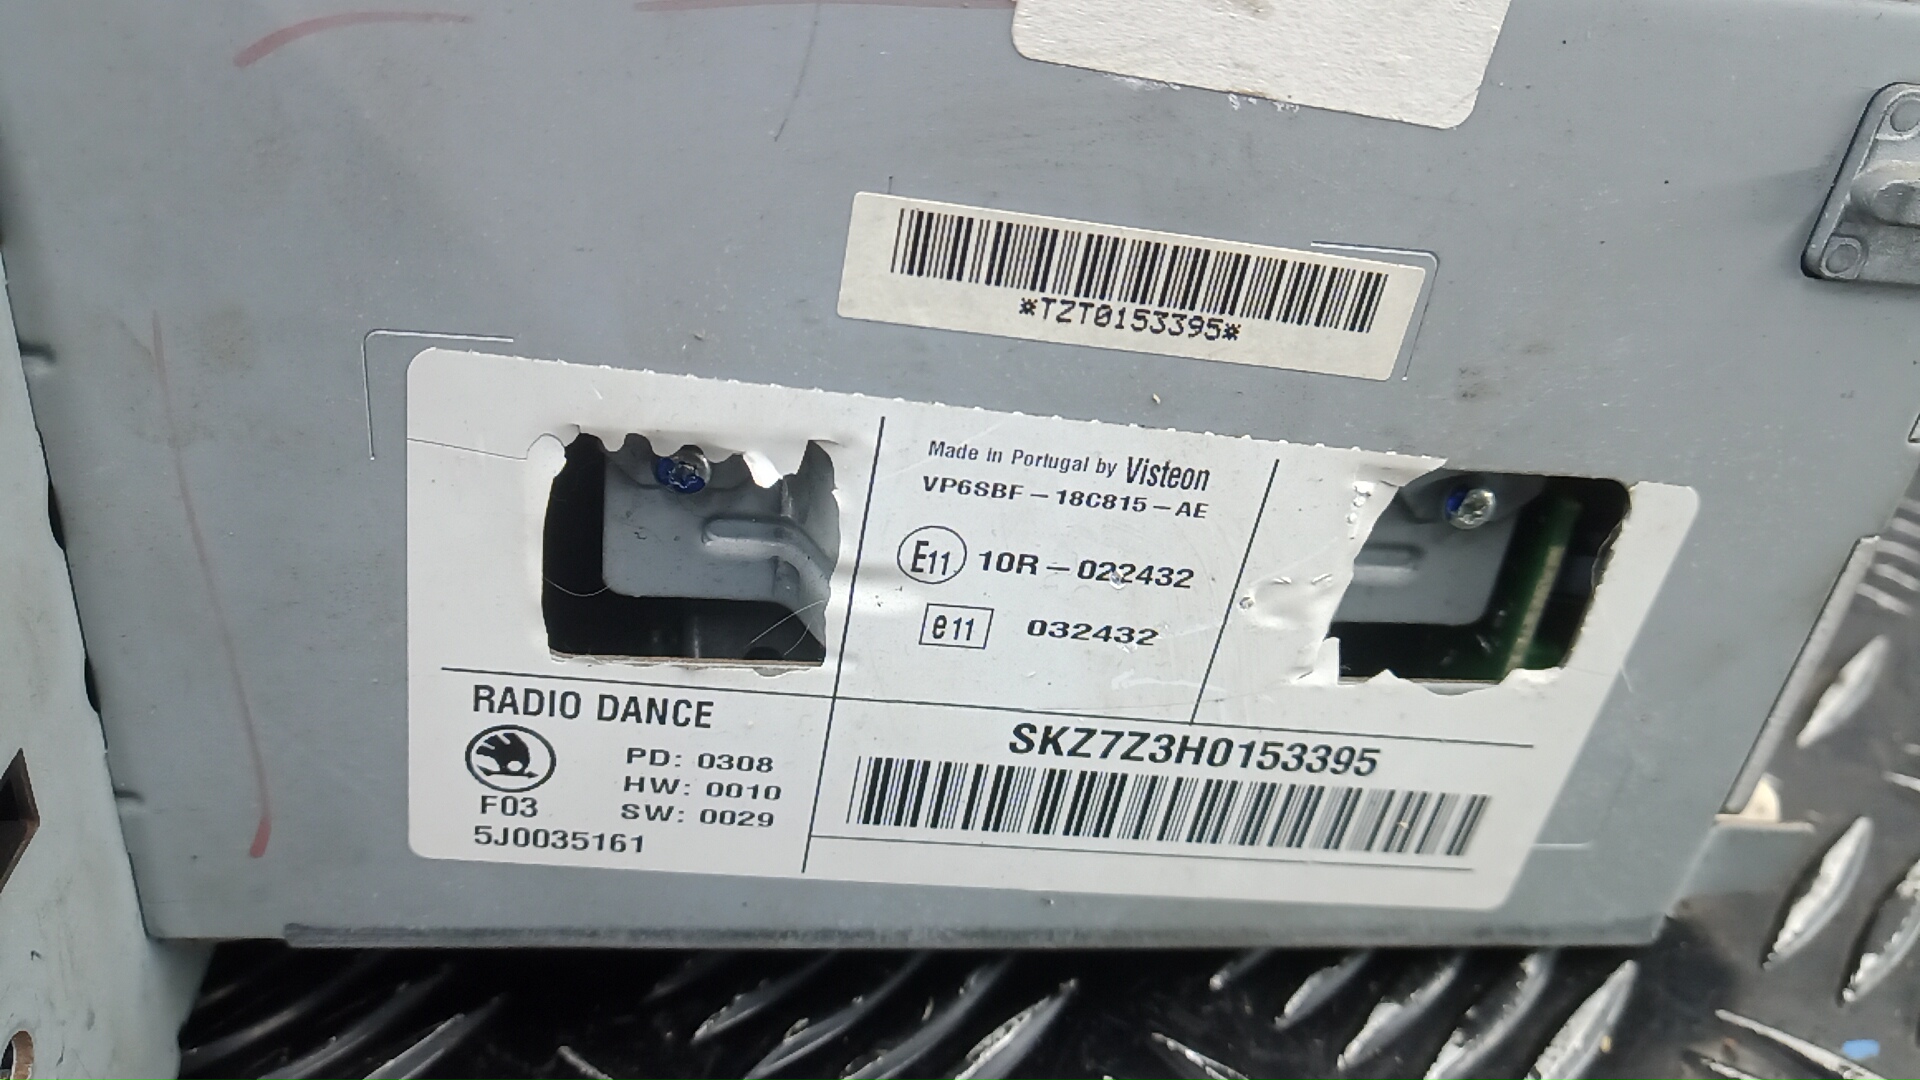 *TZT0153395*
Made in Portugal by Visteon
VP6SBF-18C815-AE
E11 10R-022432
e11 032432
RADIO DANCE
PD: 0308
HW: 0010
F03
SW: 0029
5J0035161
SKZ7Z3H0153395